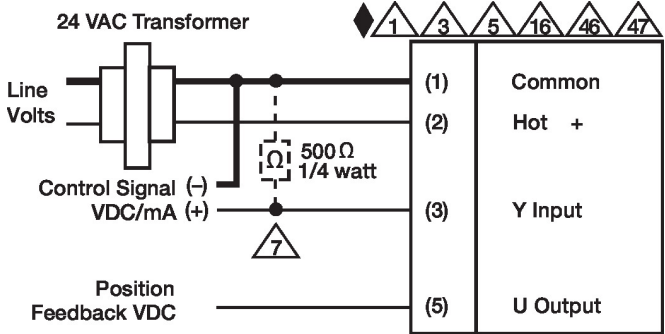 24 VAC Transformer
1 3 5 16 46 47
Line
Volts
(1) Common
(2) Hot +
Ω 500 Ω
1/4 watt
Control Signal (–)
VDC/mA (+)
(3) Y Input
7
Position
Feedback VDC
(5) U Output